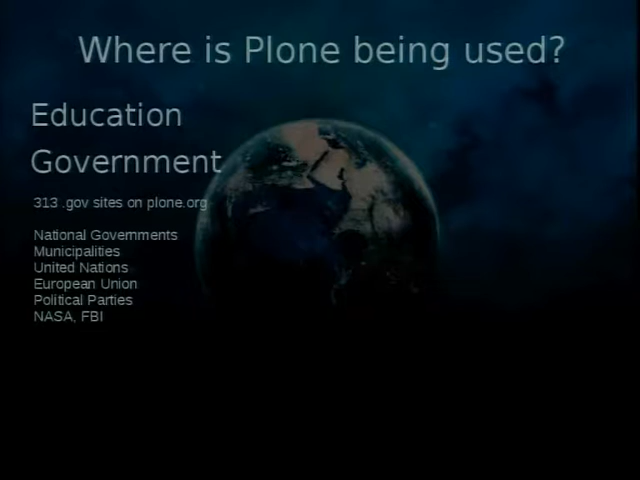 Where is Plone being used?
Education
Government
313 .gov sites on plone.org
National Governments
Municipalities
United Nations
European Union
Political Parties
NASA, FBI